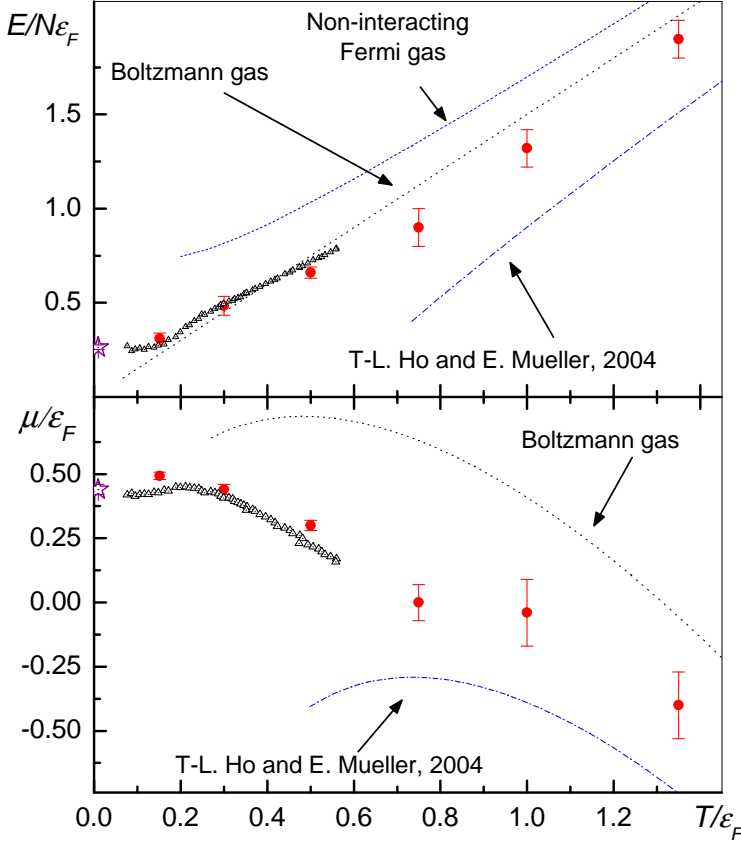 E/Nε_F
Non-interacting
Fermi gas
Boltzmann gas
1.5
1.0
0.5
T-L. Ho and E. Mueller, 2004
μ/ε_F
Boltzmann gas
0.50
0.25
0.00
-0.25
-0.50
T-L. Ho and E. Mueller, 2004
0.0 0.2 0.4 0.6 0.8 1.0 1.2 T/ε_F